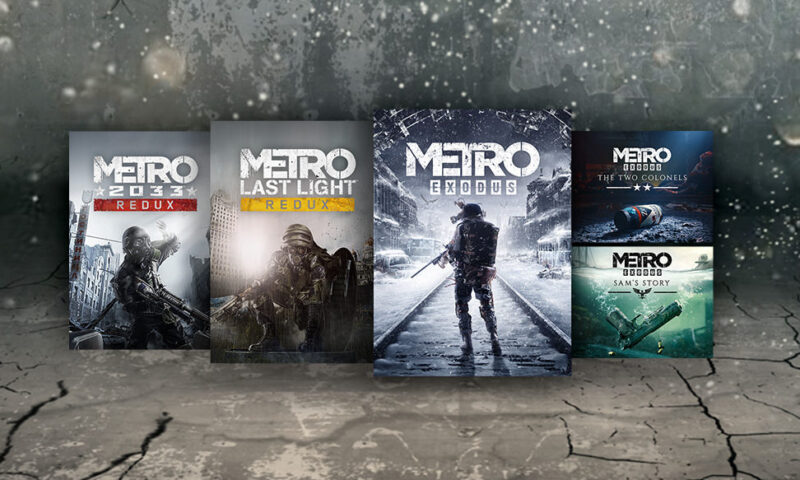 METRO
2033
REDUX
METRO
LAST LIGHT
REDUX
METRO
EXODUS
METRO
EXODUS
THE TWO COLONELS
METRO
EXODUS
SAM'S STORY